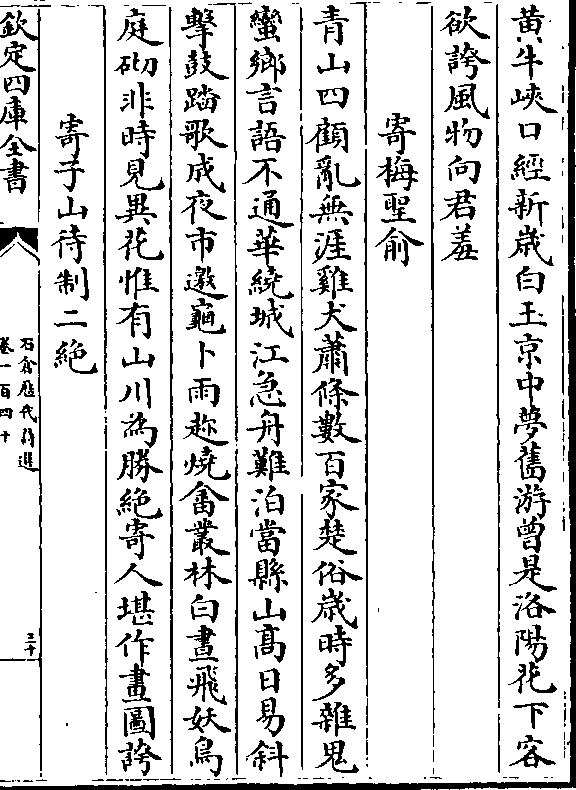 黄牛峽口經新歳白玉京中夢舊游曾是洛陽花下客
欲誇風物向君羞
寄梅聖俞
青山四顧亂無涯雞犬蕭條數百家楚俗歳時多雜鬼
蠻鄉言語不通華繞城江急舟難泊當縣山髙日易斜
擊鼓踏歌成夜市邀龜卜雨趂燒畬叢林白晝飛妖鳥
庭砌非時見異花惟有山川為勝絶寄人堪作畫圖誇
寄子山待制二絶
欽定四庫全書
石倉歴代詩選
卷一百四十
三十